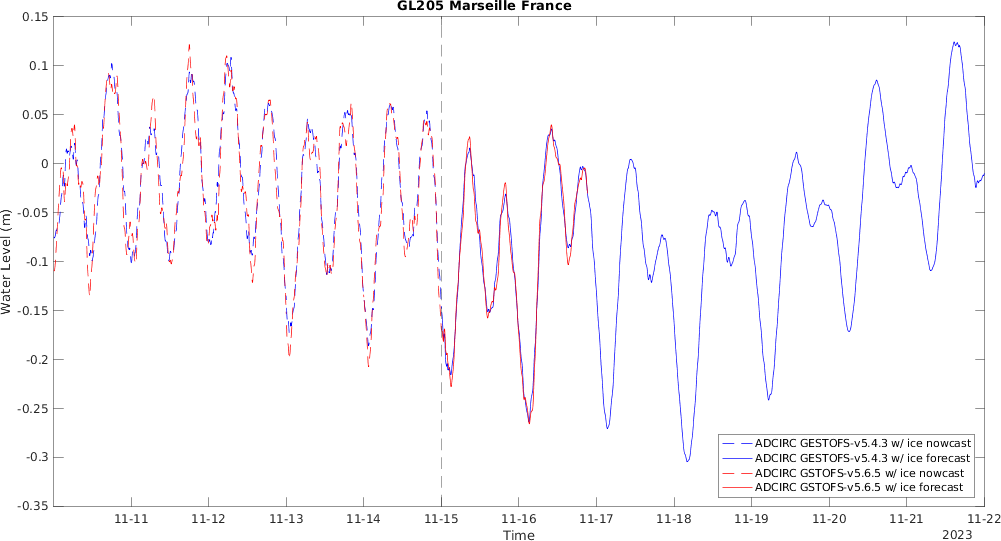 GL205 Marseille France
0.15
0.1
0.05
0
-0.05
-0.1
-0.15
-0.2
-0.25
-0.3
-0.35
Water Level (m)
ADCIRC GESTOFS-v5.4.3 w/ ice nowcast
ADCIRC GESTOFS-v5.4.3 w/ ice forecast
ADCIRC GSTOFS-v5.6.5 w/ ice nowcast
ADCIRC GSTOFS-v5.6.5 w/ ice forecast
11-11 11-12 11-13 11-14 11-15 11-16 11-17 11-18 11-19 11-20 11-21 11-22
2023
Time